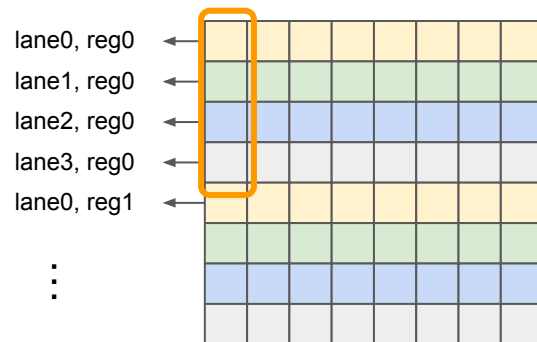 lane0, reg0
lane1, reg0
lane2, reg0
lane3, reg0
lane0, reg1
⋮